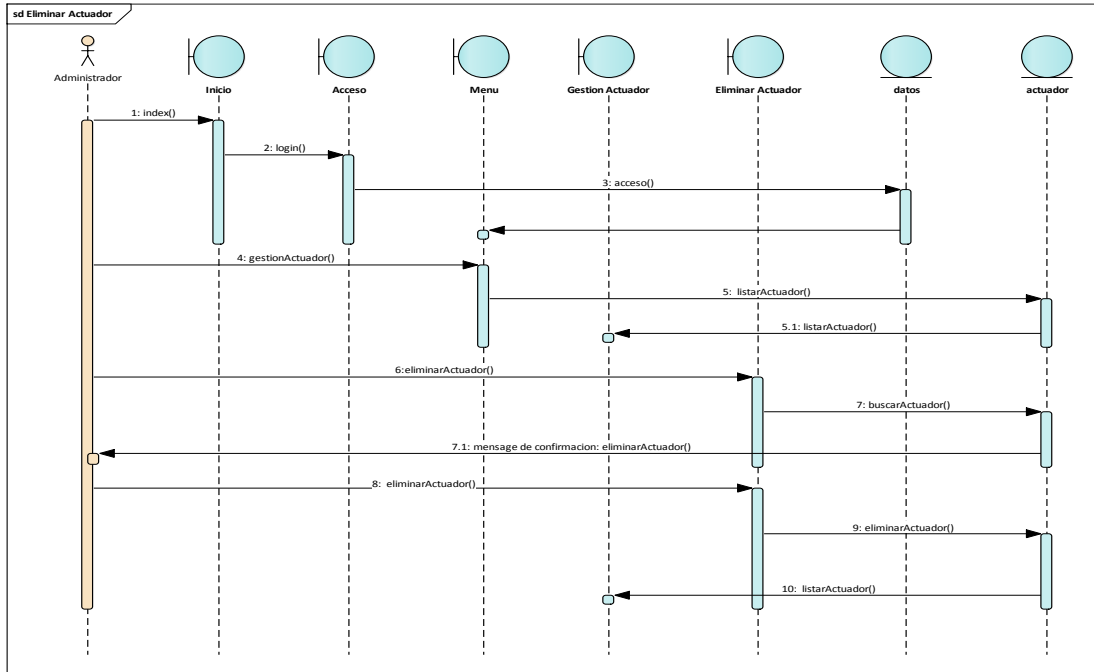 sd Eliminar Actuador
Administrador
Inicio
Acceso
Menu
Gestion Actuador
Eliminar Actuador
datos
actuador
1: index()
2: login()
3: acceso()
4: gestionActuador()
5: listarActuador()
5.1: listarActuador()
6:eliminarActuador()
7: buscarActuador()
7.1: mensage de confirmacion: eliminarActuador()
8: eliminarActuador()
9: eliminarActuador()
10: listarActuador()